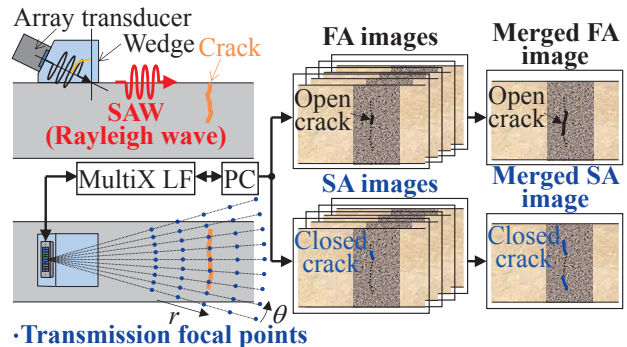 Array transducer
Wedge
Crack
SAW
(Rayleigh wave)
MultiX LF
PC
r
θ
·Transmission focal points
FA images
Open
crack
Merged FA
image
Open
crack
SA images
Closed
crack
Merged SA
image
Closed
crack